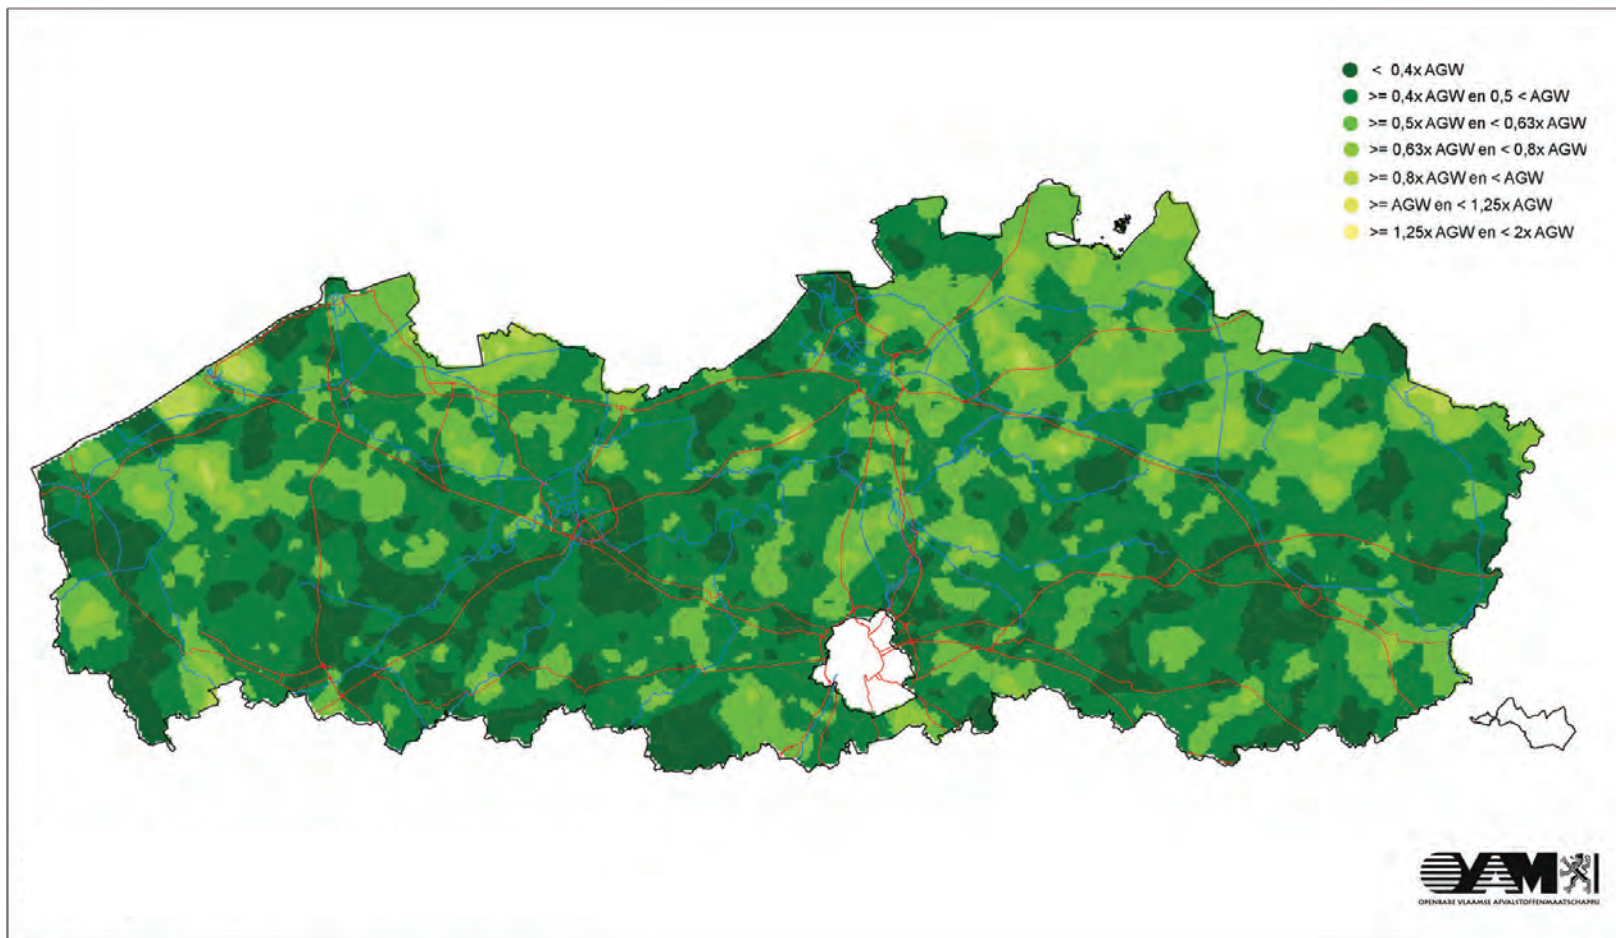 < 0,4x AGW
>= 0,4x AGW en 0,5 < AGW
>= 0,5x AGW en < 0,63x AGW
>= 0,63x AGW en < 0,8x AGW
>= 0,8x AGW en < AGW
>= AGW en < 1,25x AGW
>= 1,25x AGW en < 2x AGW
OVAM
OPENBARE VLAAMSE AFVALSTOFFENMAATSCHAPPIJ